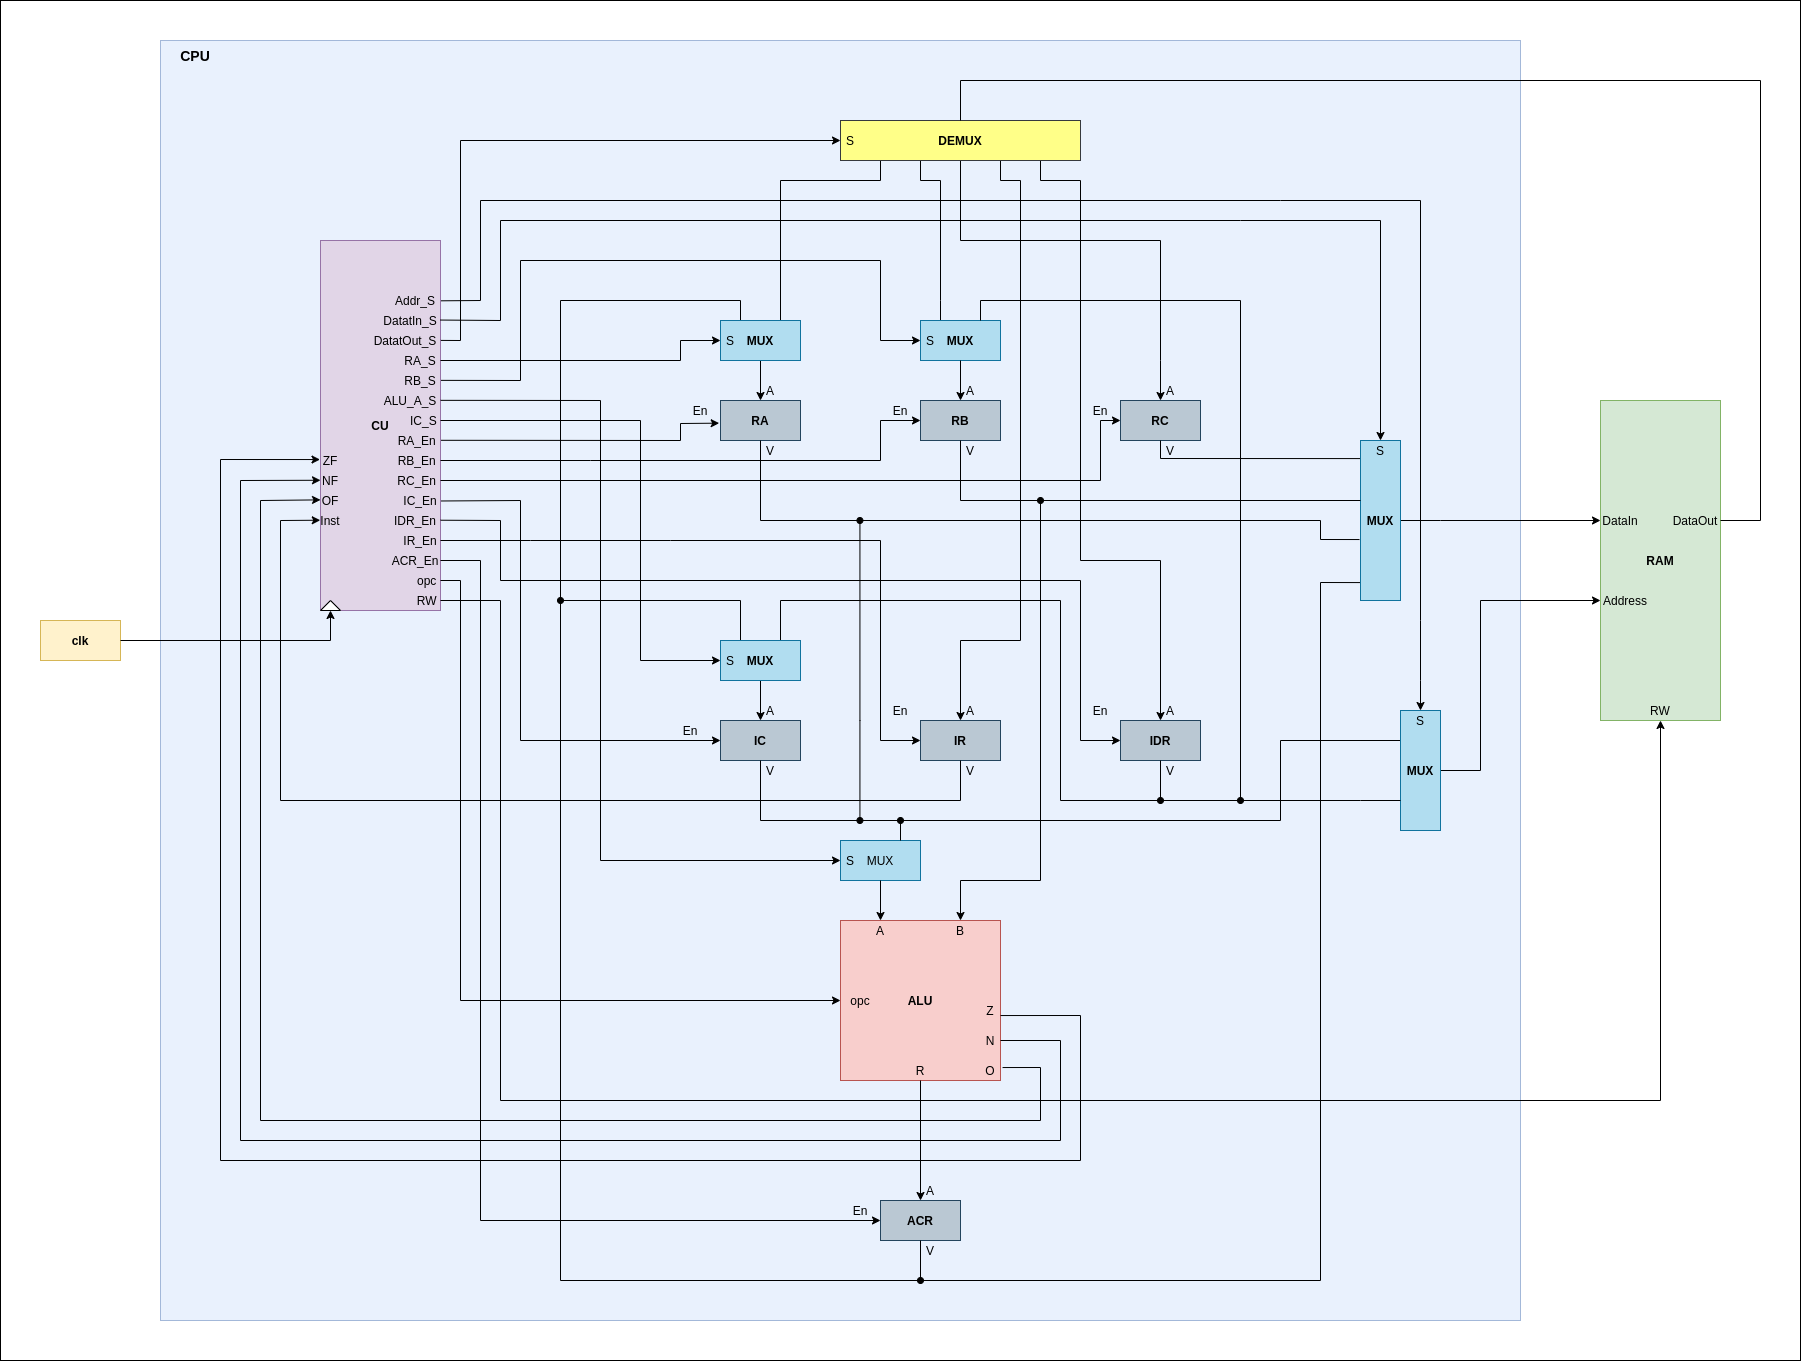 CPU
S DEMUX
Addr_S
DatatIn_S
DatatOut_S
RA_S
RB_S
ALU_A_S
IC_S
CU
RA_En
RB_En
RC_En
IC_En
IDR_En
IR_En
ACR_En
opc
RW
ZF
NF
OF
Inst
clk
S MUX
A
En
RA
V
S MUX
A
En
RB
V
A
En
RC
V
S
MUX
DataIn DataOut
RAM
Address
RW
S MUX
A
En
IC
V
En
A
IR
V
En
A
IDR
V
S
MUX
S MUX
A B
opc ALU
Z
N
R O
A
En
ACR
V